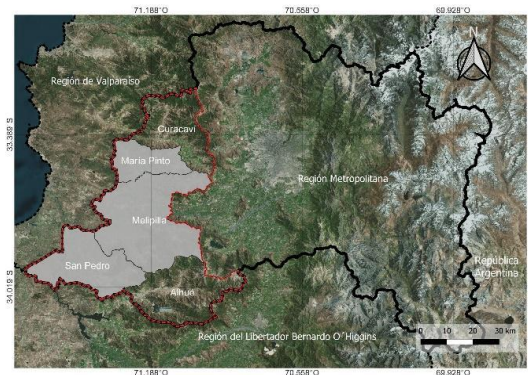 71.188°O
70.558°O
69.928°O
N
Región de Valparaíso
33.389 S
Curacaví
María Pinto
Región Metropolitana
Melipilla
San Pedro
República
Argentina
34.019 S
Alhué
0 10 20 30 km
Región del Libertador Bernardo O´Higgins
71.188°O
70.558°O
69.928°O